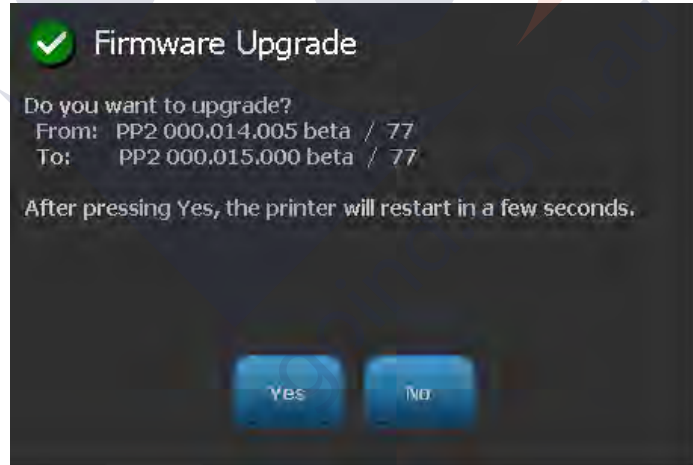 Firmware Upgrade
Do you want to upgrade?
From: PP2 000.014.005 beta / 77
To: PP2 000.015.000 beta / 77
After pressing Yes, the printer will restart in a few seconds.
Yes No